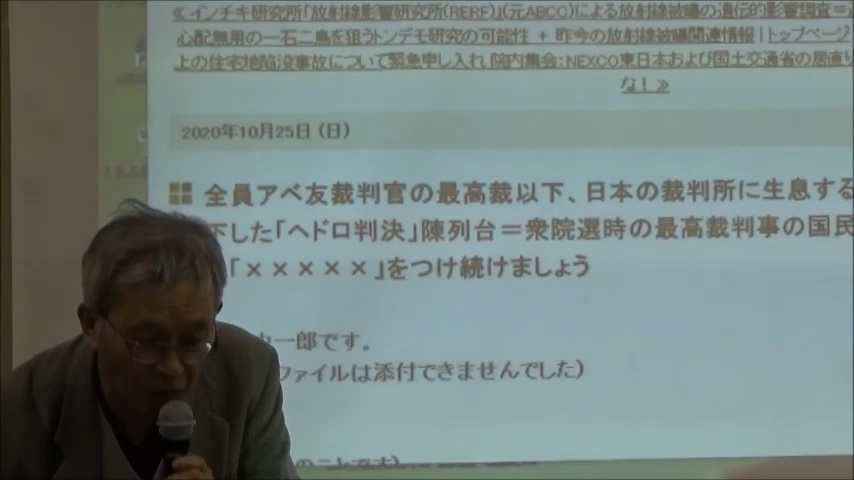 ≪ インチキ研究所「放射線影響研究所(RERF)」(元ABCC)による放射線被曝の遺伝的影響調査＝
心配無用の一石二鳥を狙うトンデモ研究の可能性 + 昨今の放射線被曝関連情報 | トップページ
上の住宅地陥没事故について緊急申し入れ 院内集会：NEXCO東日本および国土交通省の居直り
な！ ≫
2020年10月25日 (日)
全員アベ友裁判官の最高裁以下、日本の裁判所に生息する
下した「ヘドロ判決」陳列台＝衆院選時の最高裁判事の国民
「×××××」をつけ続けましょう
一郎です。
ファイルは添付できませんでした）
のことです）